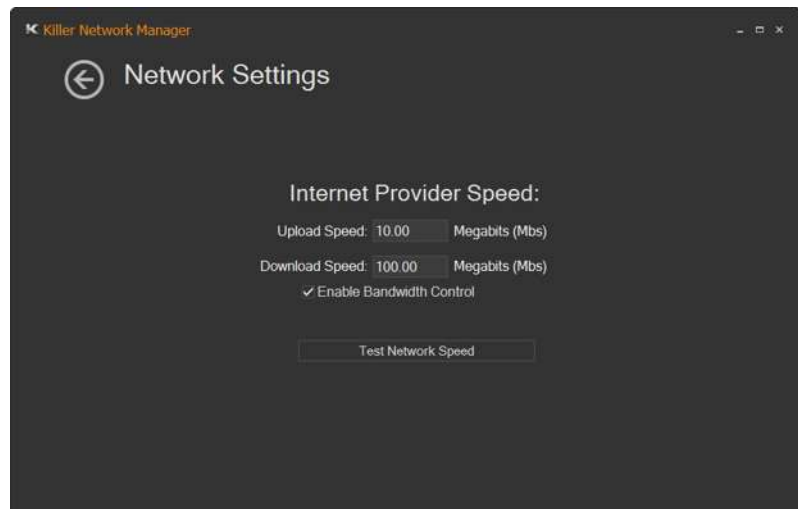 Killer Network Manager
Network Settings
Internet Provider Speed:
Upload Speed: 10.00 Megabits (Mbs)
Download Speed: 100.00 Megabits (Mbs)
Enable Bandwidth Control
Test Network Speed